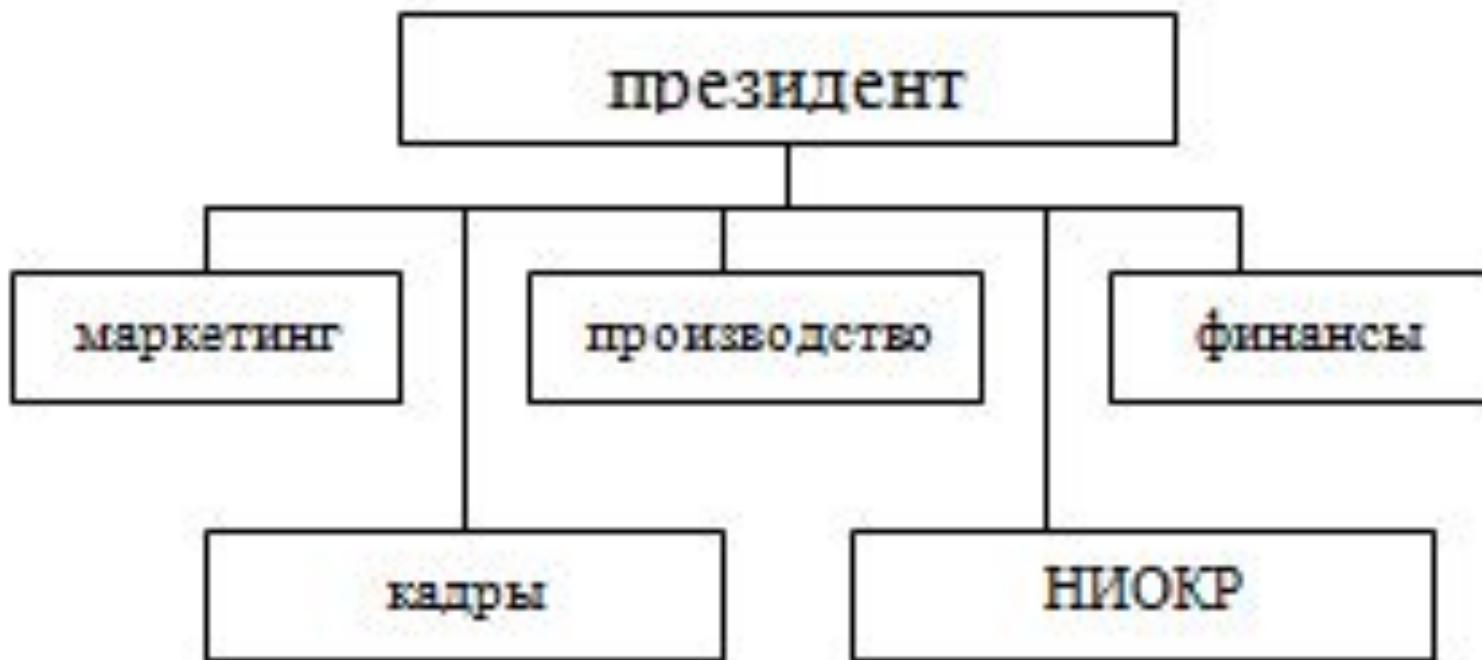 президент
маркетинг
производство
финансы
кадры
НИОКР